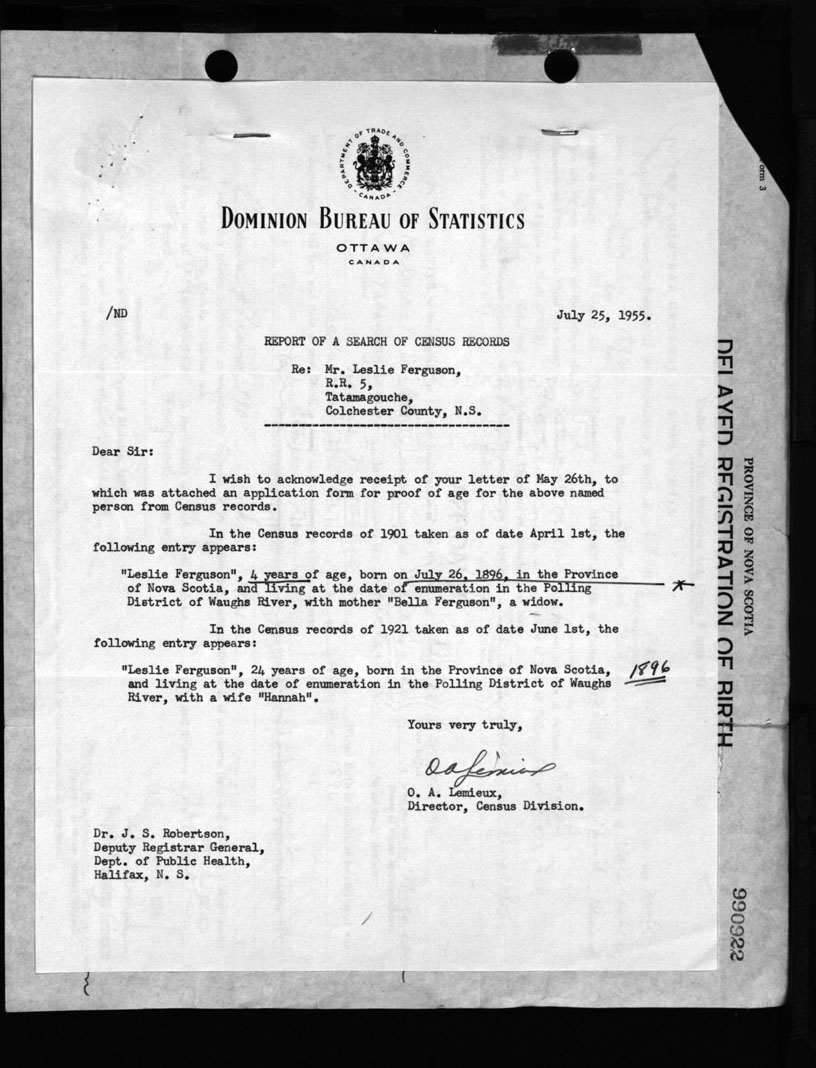 DEPARTMENT OF TRADE AND COMMERCE
CANADA
DOMINION BUREAU OF STATISTICS
OTTAWA
CANADA
/ND
July 25, 1955.
REPORT OF A SEARCH OF CENSUS RECORDS
Re: Mr. Leslie Ferguson,
R.R. 5,
Tatamagouche,
Colchester County, N.S.
Dear Sir:
I wish to acknowledge receipt of your letter of May 26th, to
which was attached an application form for proof of age for the above named
person from Census records.
In the Census records of 1901 taken as of date April 1st, the
following entry appears:
"Leslie Ferguson", 4 years of age, born on July 26, 1896, in the Province
of Nova Scotia, and living at the date of enumeration in the Polling
District of Waughs River, with mother "Bella Ferguson", a widow.
*
In the Census records of 1921 taken as of date June 1st, the
following entry appears:
"Leslie Ferguson", 24 years of age, born in the Province of Nova Scotia,
and living at the date of enumeration in the Polling District of Waughs
River, with a wife "Hannah".
1896
Yours very truly,
O A Lemieux
O. A. Lemieux,
Director, Census Division.
Dr. J. S. Robertson,
Deputy Registrar General,
Dept. of Public Health,
Halifax, N. S.
orm 3
PROVINCE OF NOVA SCOTIA
DELAYED REGISTRATION OF BIRTH
990922